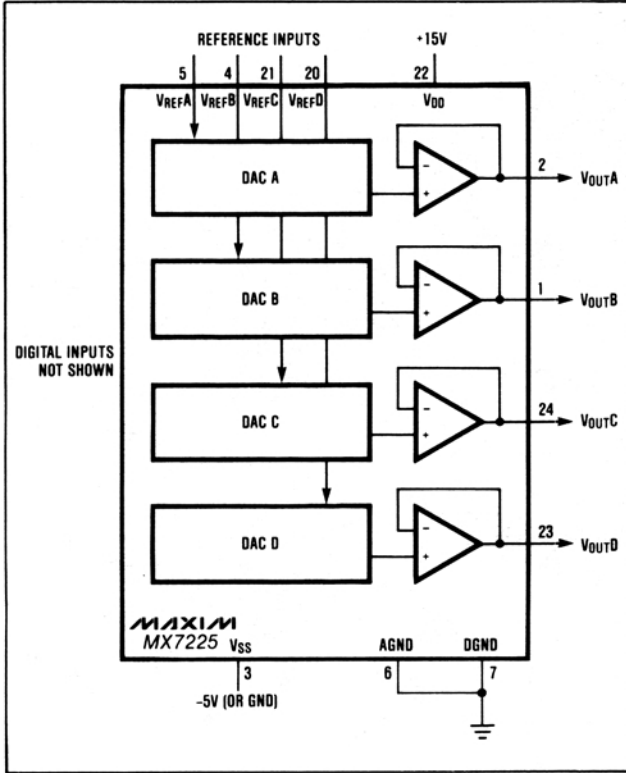 REFERENCE INPUTS +15V
5 4 21 20 22
VREFA VREFB VREFC VREFD VDD
DAC A
- +
2 VOUTA
DAC B
- +
1 VOUTB
DIGITAL INPUTS
NOT SHOWN
DAC C
- +
24 VOUTC
DAC D
- +
23 VOUTD
MAXIM
MX7225 VSS AGND DGND
3 6 7
-5V (OR GND)